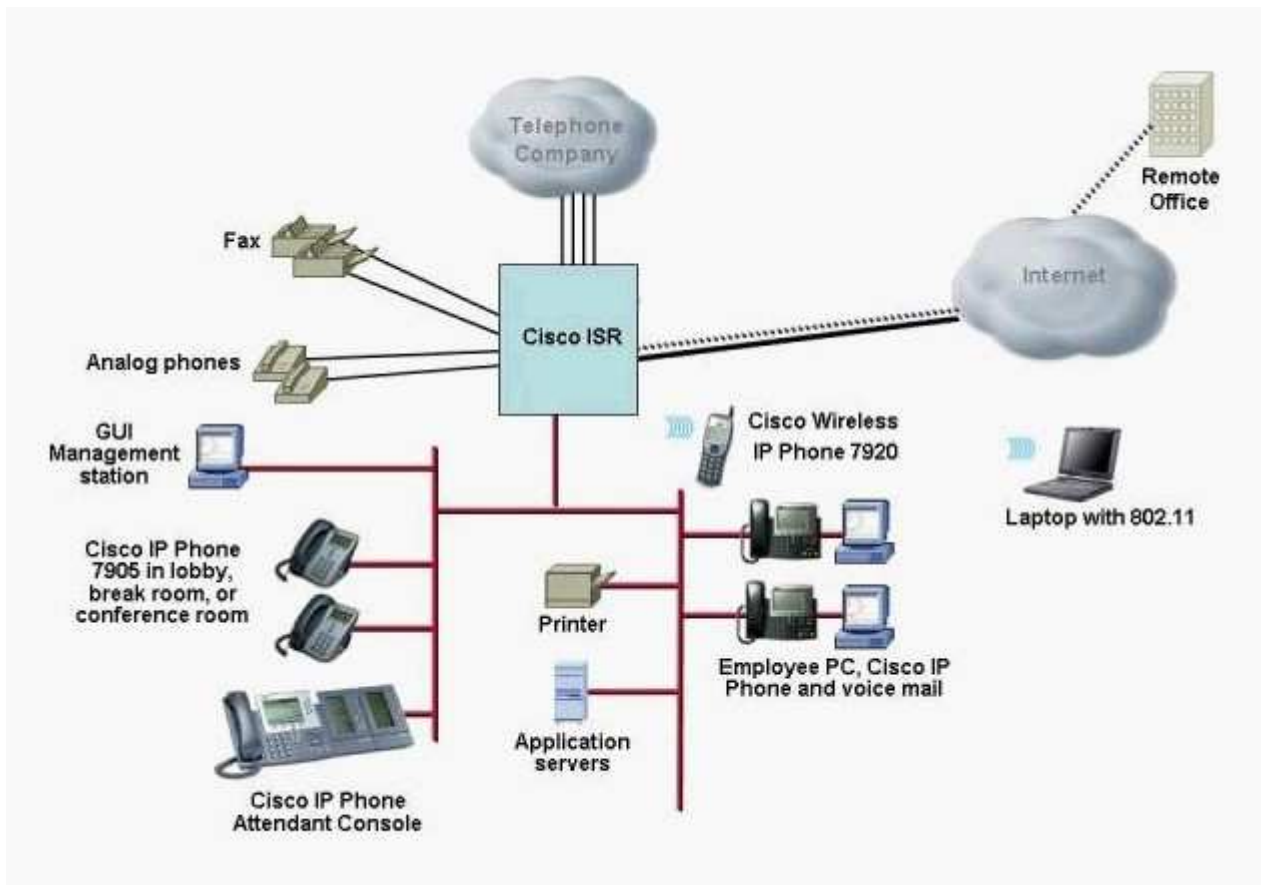 Telephone
Company
Remote
Office
Fax
Internet
Cisco ISR
Analog phones
GUI
Management
station
Cisco Wireless
IP Phone 7920
Laptop with 802.11
Cisco IP Phone
7905 in lobby,
break room, or
conference room
Printer
Employee PC, Cisco IP
Phone and voice mail
Application
servers
Cisco IP Phone
Attendant Console